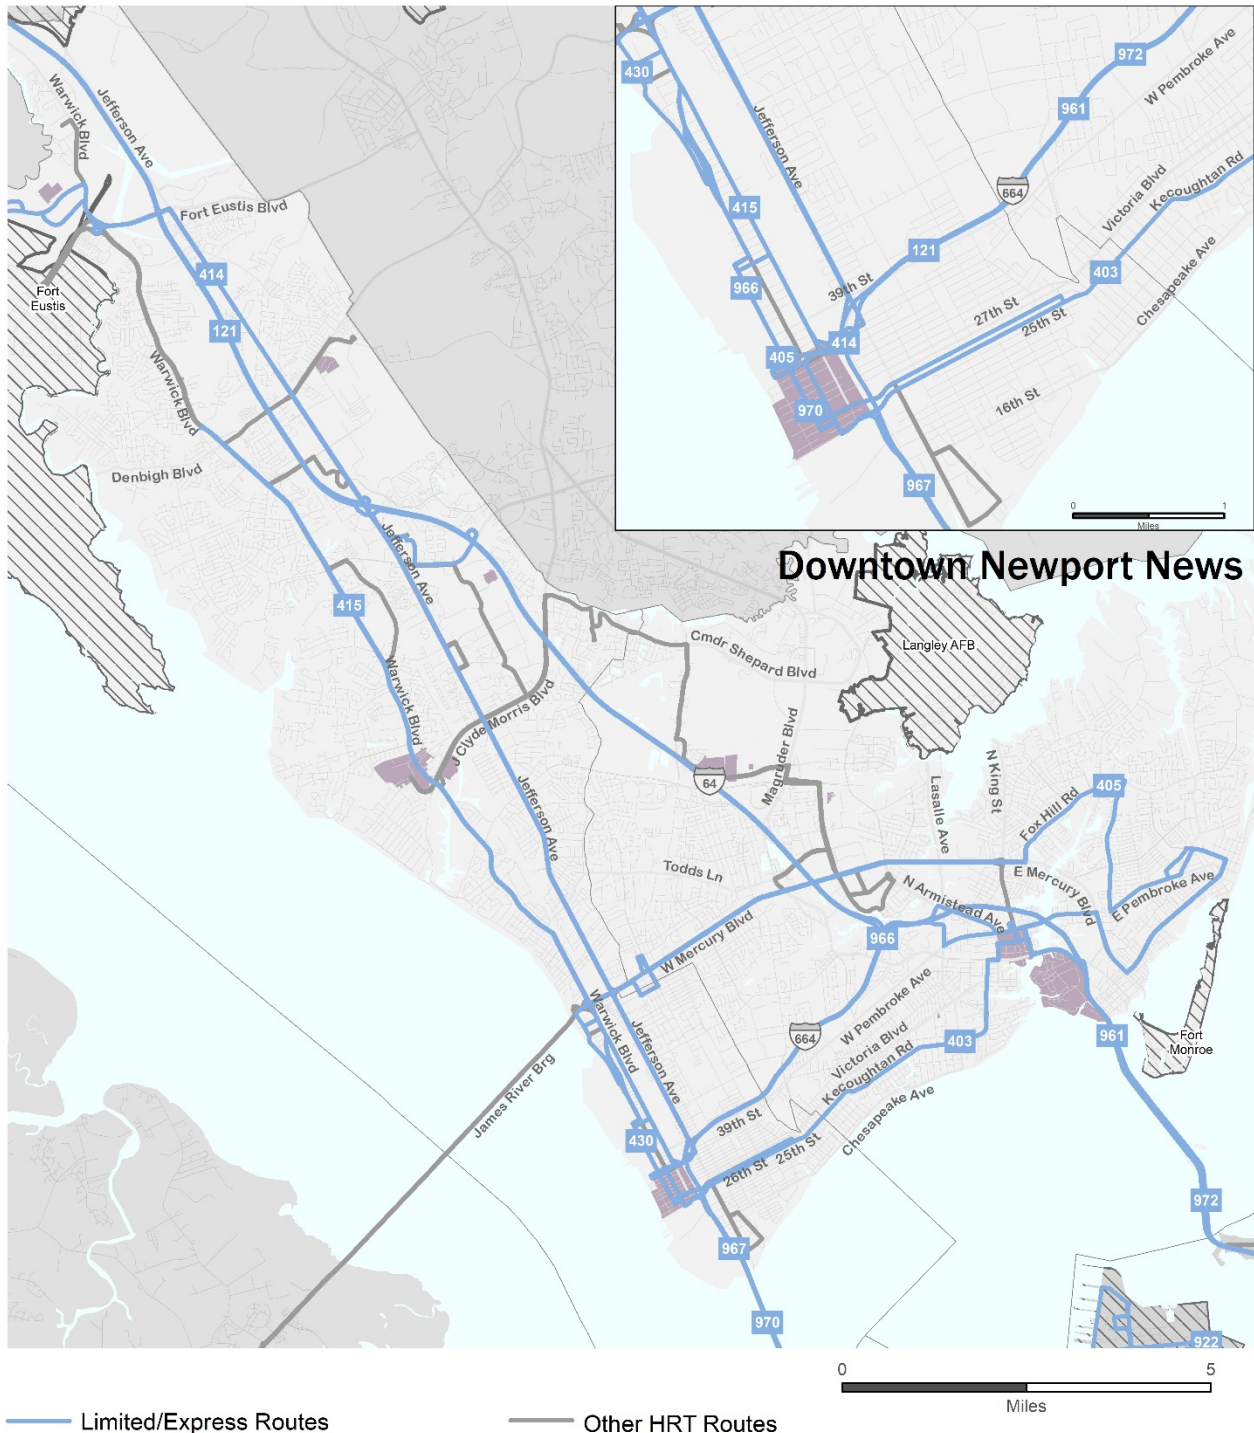 430
972
W Pembroke Ave
961
Jefferson Ave
664
Victoria Blvd
Kecoughtan Rd
415
121
403
966
39th St
27th St
25th St
Chesapeake Ave
414
405
970
16th St
967
0
1
Miles
Downtown Newport News
Warwick Blvd
Jefferson Ave
Fort Eustis Blvd
Fort
Eustis
414
121
Warwick Blvd
Denbigh Blvd
Jefferson Ave
415
Langley AFB
Cmdr Shepard Blvd
Warwick Blvd
J Clyde Morris Blvd
Magruder Blvd
64
N King St
Lasalle Ave
Fox Hill Rd
405
Jefferson Ave
Todds Ln
E Mercury Blvd
N Armistead Ave
E Pembroke Ave
W Mercury Blvd
966
W Pembroke Ave
Warwick Blvd
Jefferson Ave
664
Victoria Blvd
Kecoughtan Rd
403
961
Fort
Monroe
James River Brg
39th St
Chesapeake Ave
430
26th St
25th St
972
967
970
922
0
5
Miles
Limited/Express Routes
Other HRT Routes